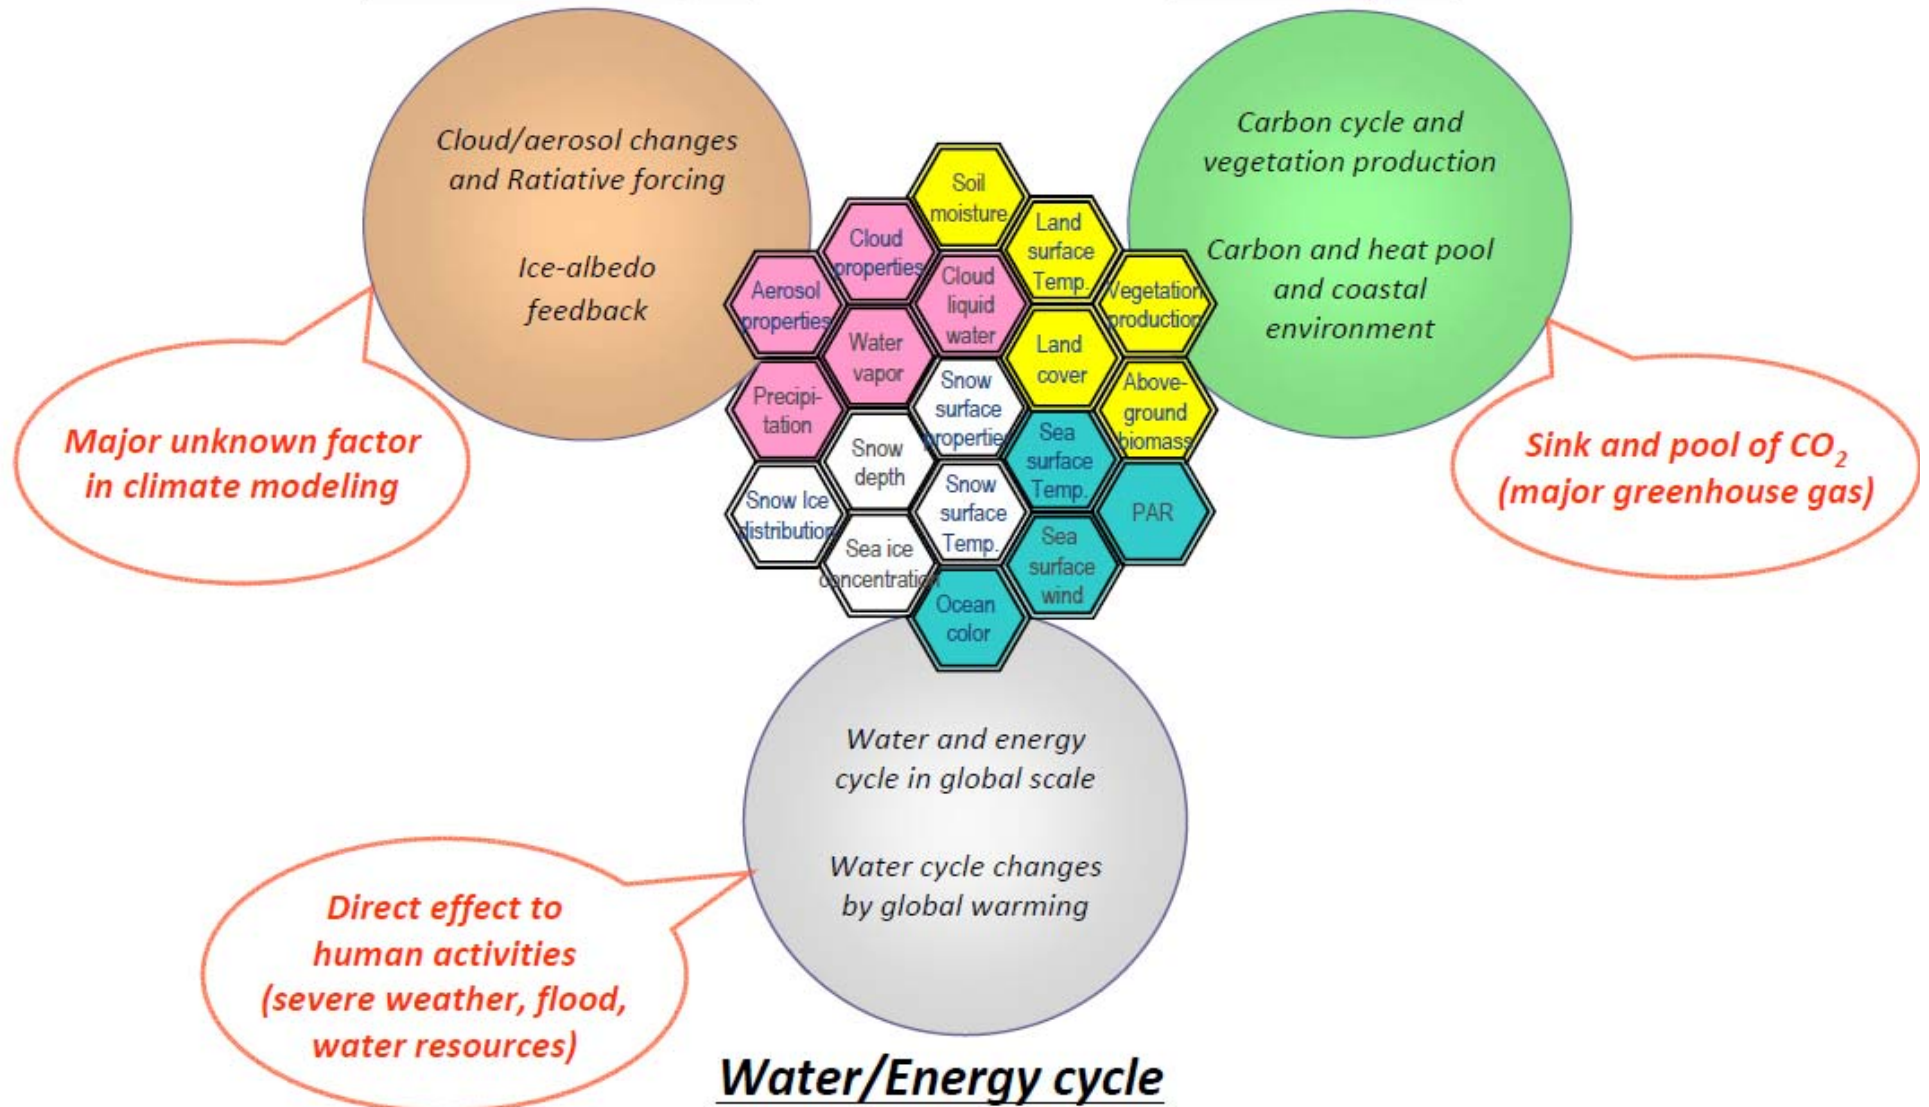 Cloud/aerosol changes
and Ratiative forcing
Ice-albedo
feedback
Carbon cycle and
vegetation production
Carbon and heat pool
and coastal
environment
Major unknown factor
in climate modeling
Sink and pool of CO₂
(major greenhouse gas)
Soil
moisture
Cloud
properties
Land
surface
Temp.
Aerosol
properties
Cloud
liquid
water
Vegetation
production
Water
vapor
Land
cover
Precipi-
tation
Snow
surface
propertie
Above-
ground
biomass
Snow
depth
Sea
surface
Temp.
Snow Ice
distribution
Snow
surface
Temp.
PAR
Sea ice
concentration
Sea
surface
wind
Ocean
color
Water and energy
cycle in global scale
Water cycle changes
by global warming
Direct effect to
human activities
(severe weather, flood,
water resources)
Water/Energy cycle